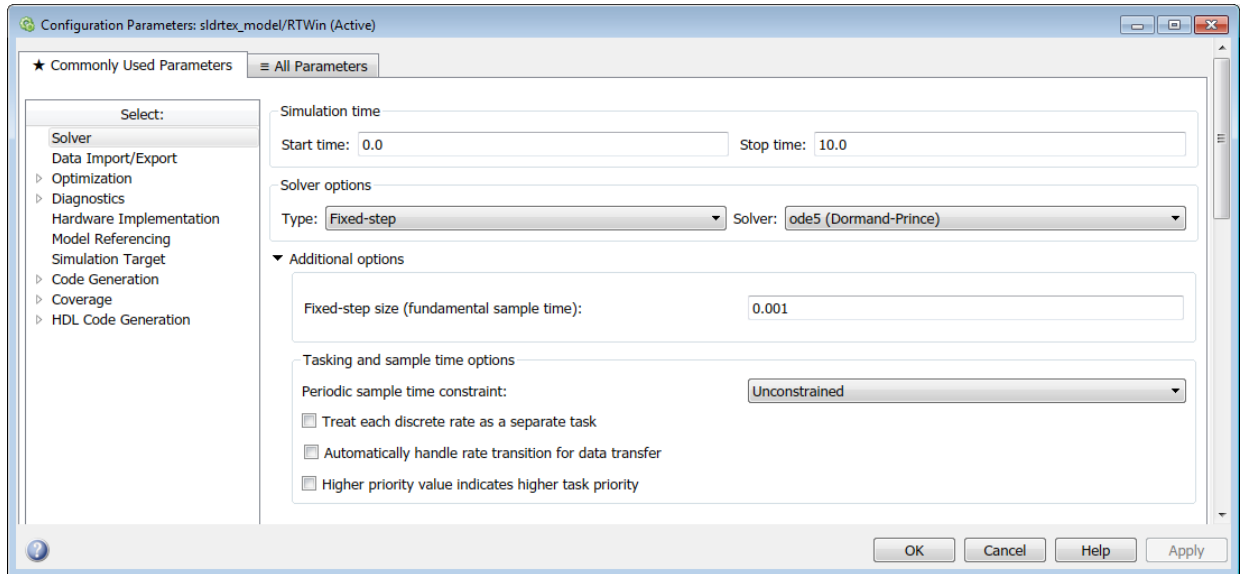 Configuration Parameters: sldrtex_model/RTWin (Active)
★ Commonly Used Parameters
≡ All Parameters
Select:
Solver
Data Import/Export
Optimization
Diagnostics
Hardware Implementation
Model Referencing
Simulation Target
Code Generation
Coverage
HDL Code Generation
Simulation time
Start time: 0.0 Stop time: 10.0
Solver options
Type: Fixed-step Solver: ode5 (Dormand-Prince)
Additional options
Fixed-step size (fundamental sample time): 0.001
Tasking and sample time options
Periodic sample time constraint: Unconstrained
Treat each discrete rate as a separate task
Automatically handle rate transition for data transfer
Higher priority value indicates higher task priority
OK Cancel Help Apply